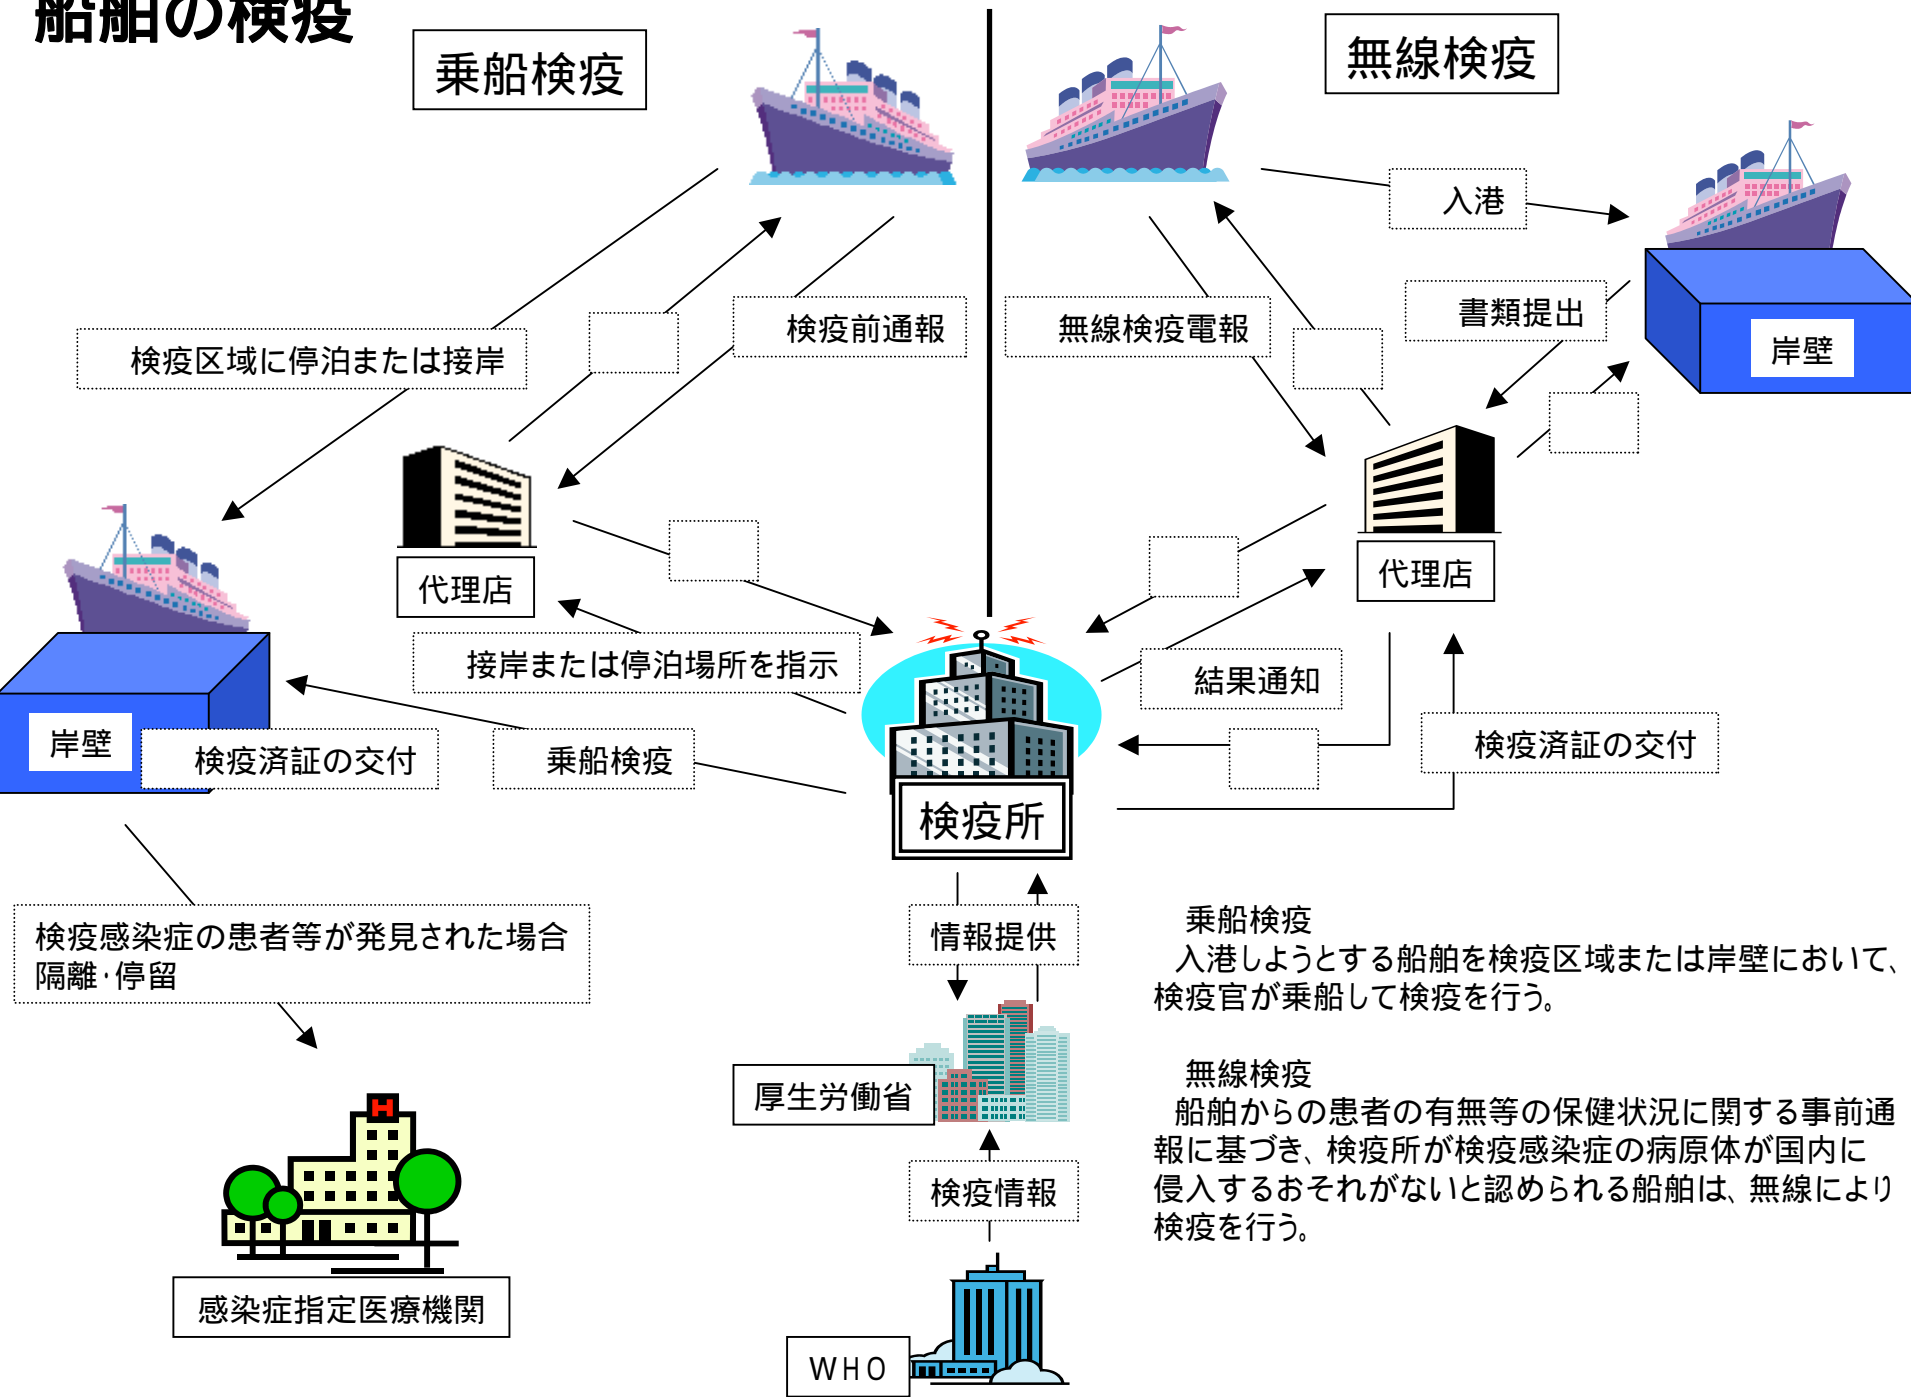 船舶の検疫
乗船検疫
無線検疫
入港
検疫区域に停泊または接岸
検疫前通報
無線検疫電報
書類提出
岸壁
代理店
代理店
接岸または停泊場所を指示
結果通知
岸壁
検疫済証の交付
乗船検疫
検疫済証の交付
検疫所
検疫感染症の患者等が発見された場合
隔離・停留
情報提供
乗船検疫
入港しようとする船舶を検疫区域または岸壁において、
検疫官が乗船して検疫を行う。
無線検疫
船舶からの患者の有無等の保健状況に関する事前通
報に基づき、検疫所が検疫感染症の病原体が国内に
侵入するおそれがないと認められる船舶は、無線により
検疫を行う。
厚生労働省
H
検疫情報
感染症指定医療機関
WHO